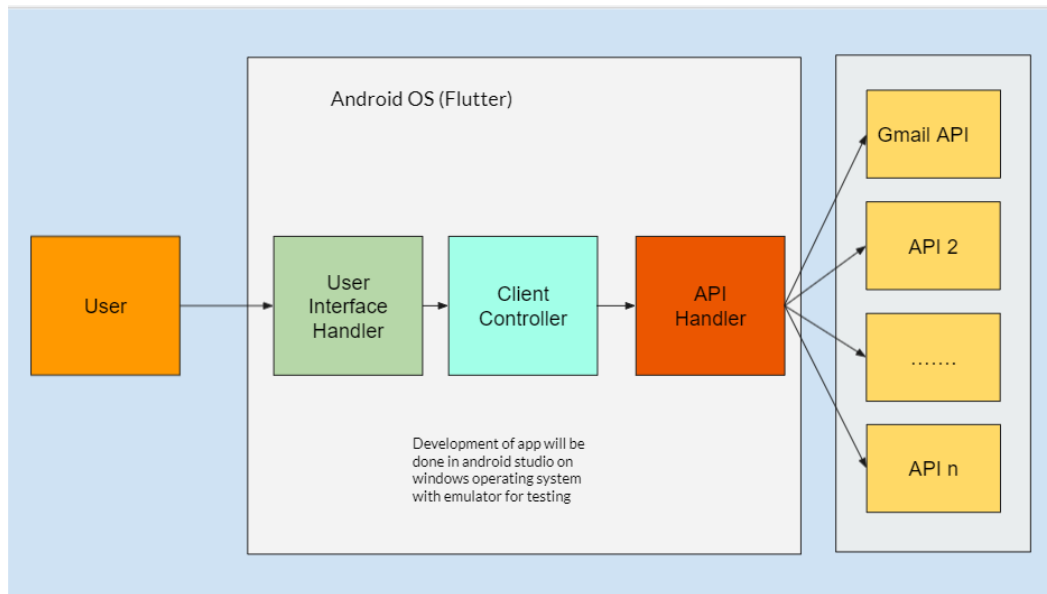 Android OS (Flutter)
User
User
Interface
Handler
Client
Controller
API
Handler
Gmail API
API 2
.......
API n
Development of app will be
done in android studio on
windows operating system
with emulator for testing